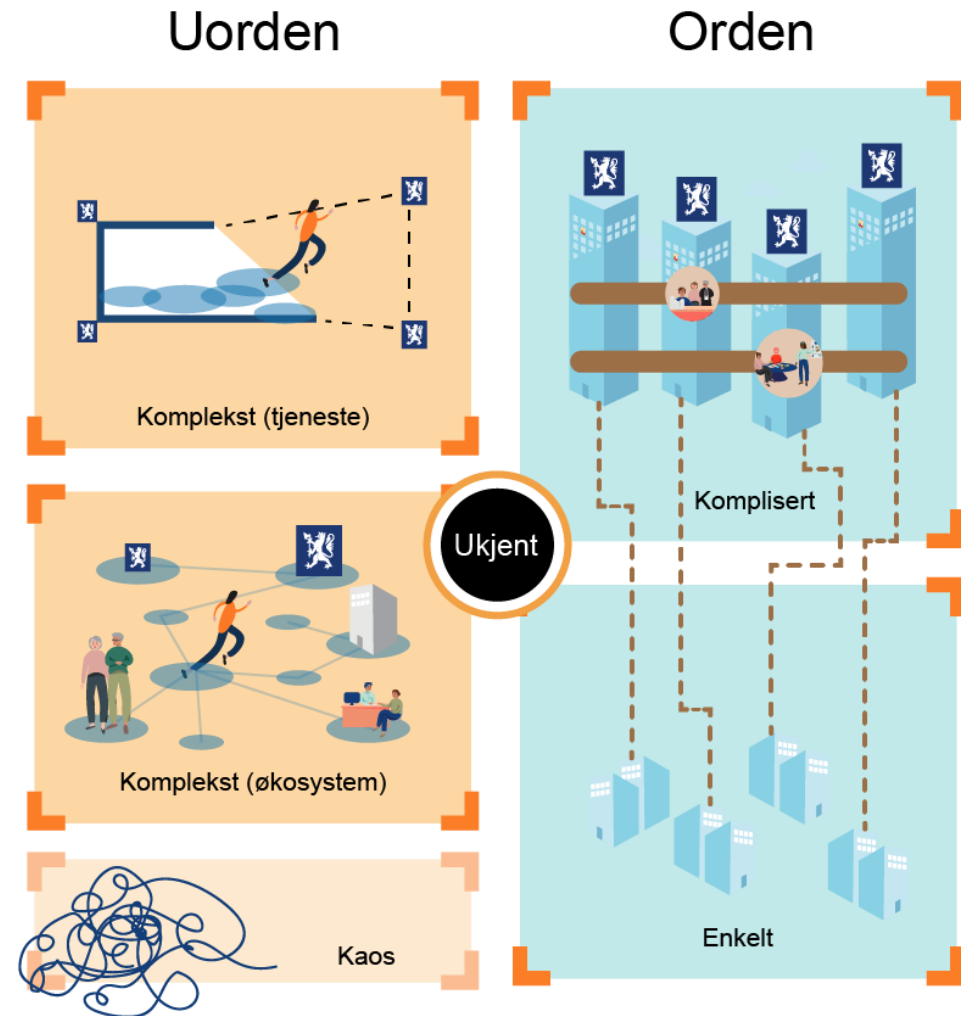 Uorden
Orden
Komplekst (tjeneste)
Komplisert
Ukjent
Komplekst (økosystem)
Kaos
Enkelt